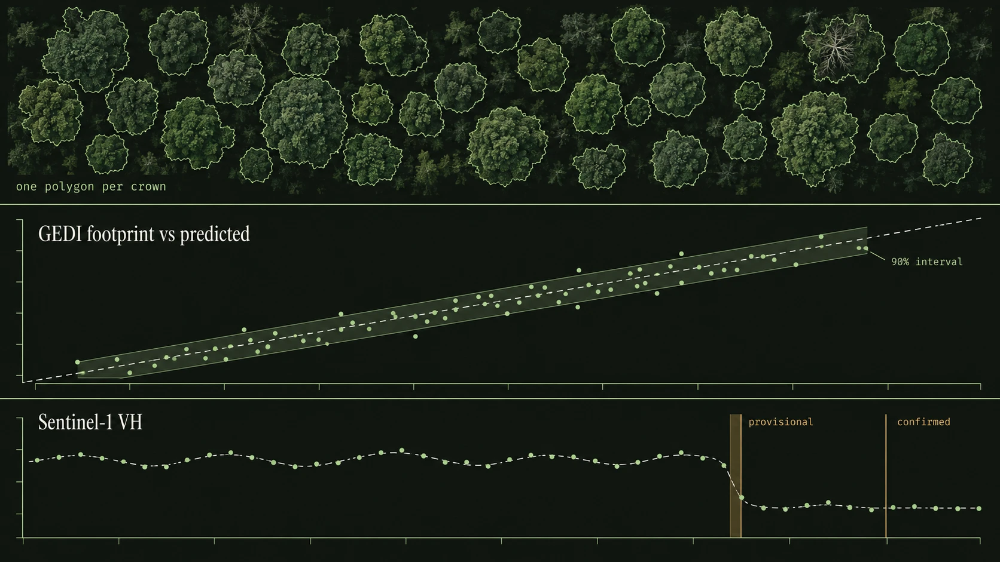 one polygon per crown
GEDI footprint vs predicted
90% interval
Sentinel-1 VH
provisional
confirmed